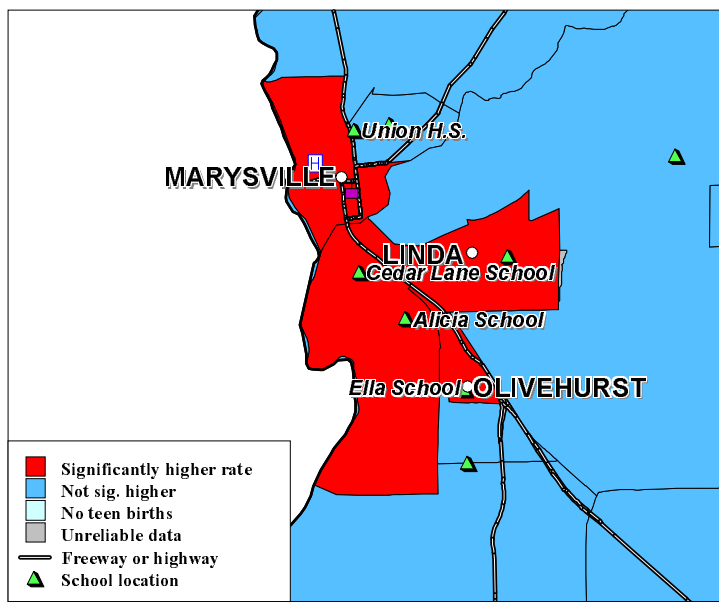 Union H.S.
H
MARYSVILLE
LINDA
Cedar Lane School
Alicia School
Ella School OLIVEHURST
Significantly higher rate
Not sig. higher
No teen births
Unreliable data
Freeway or highway
School location